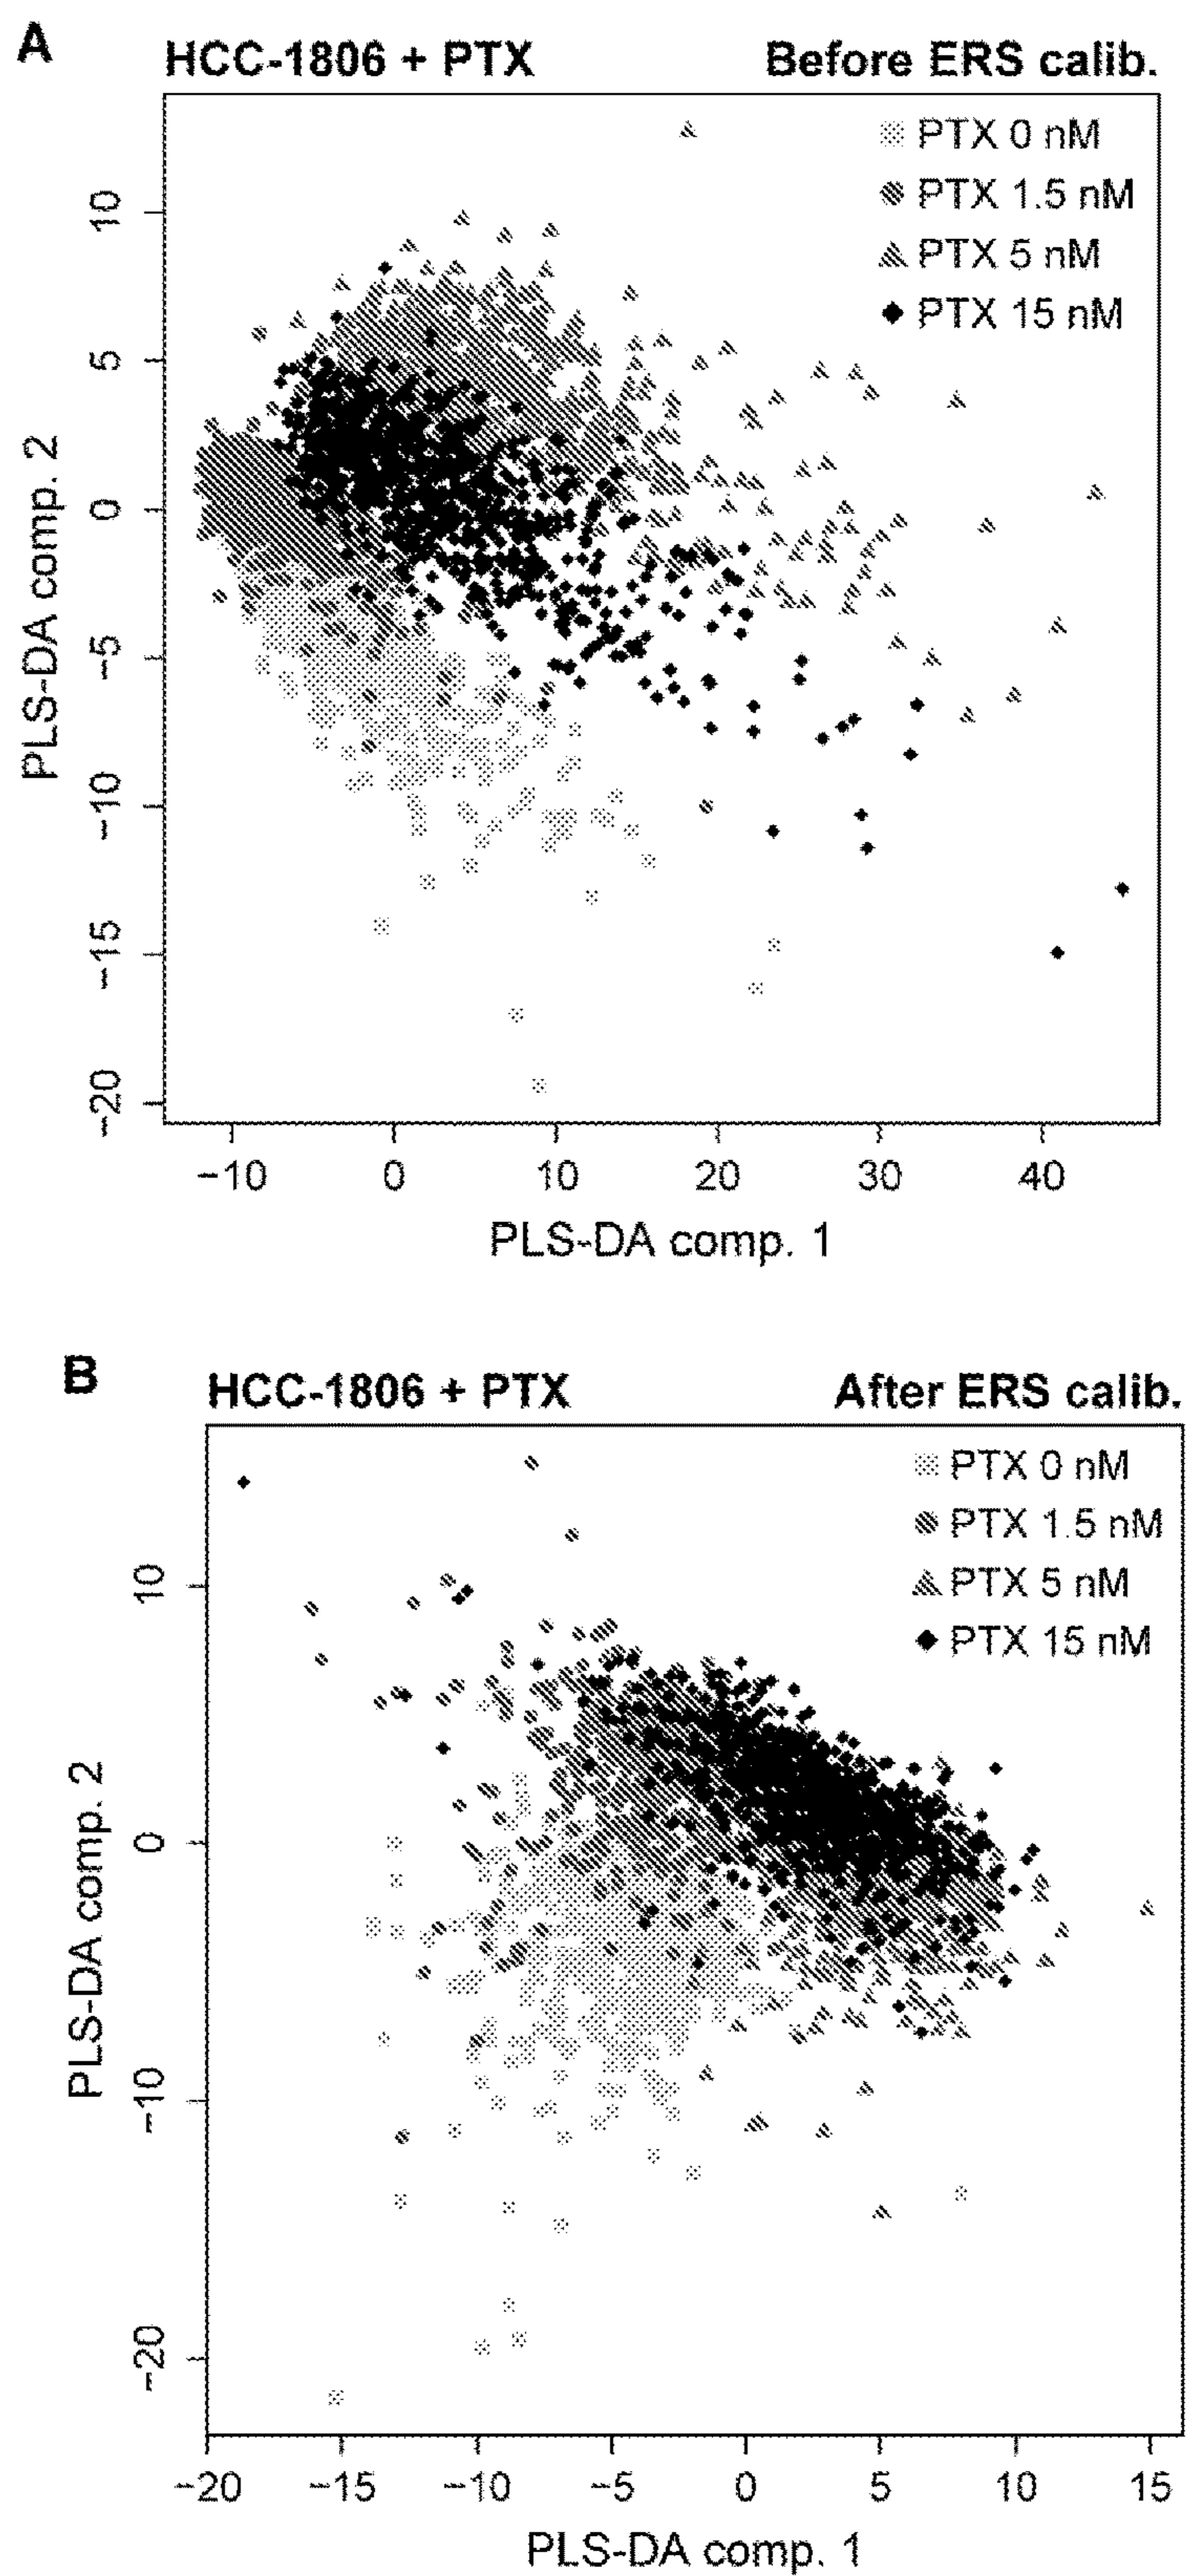 A
HCC-1806 + PTX Before ERS calib.
PTX 0 nM
PTX 1.5 nM
PTX 5 nM
PTX 15 nM
10
5
0
−5
−10
−15
−20
PLS-DA comp. 2
−10 0 10 20 30 40
PLS-DA comp. 1
B
HCC-1806 + PTX After ERS calib.
PTX 0 nM
PTX 1.5 nM
PTX 5 nM
PTX 15 nM
10
0
−10
−20
PLS-DA comp. 2
−20 −15 −10 −5 0 5 10 15
PLS-DA comp. 1